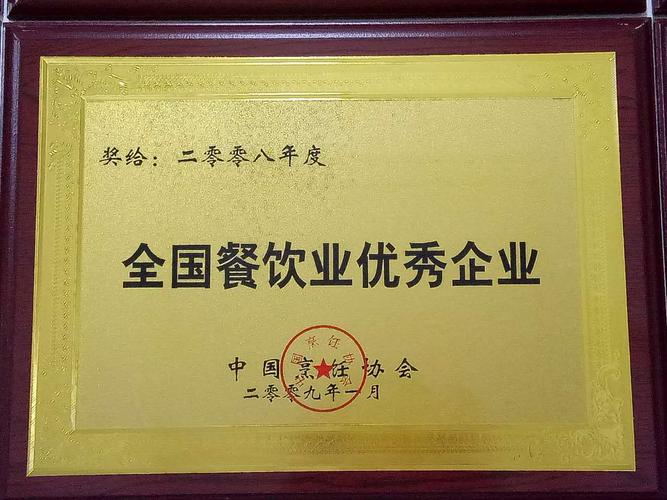 奖给：二零零八年度
全国餐饮业优秀企业
中国烹饪协会
二零零九年一月